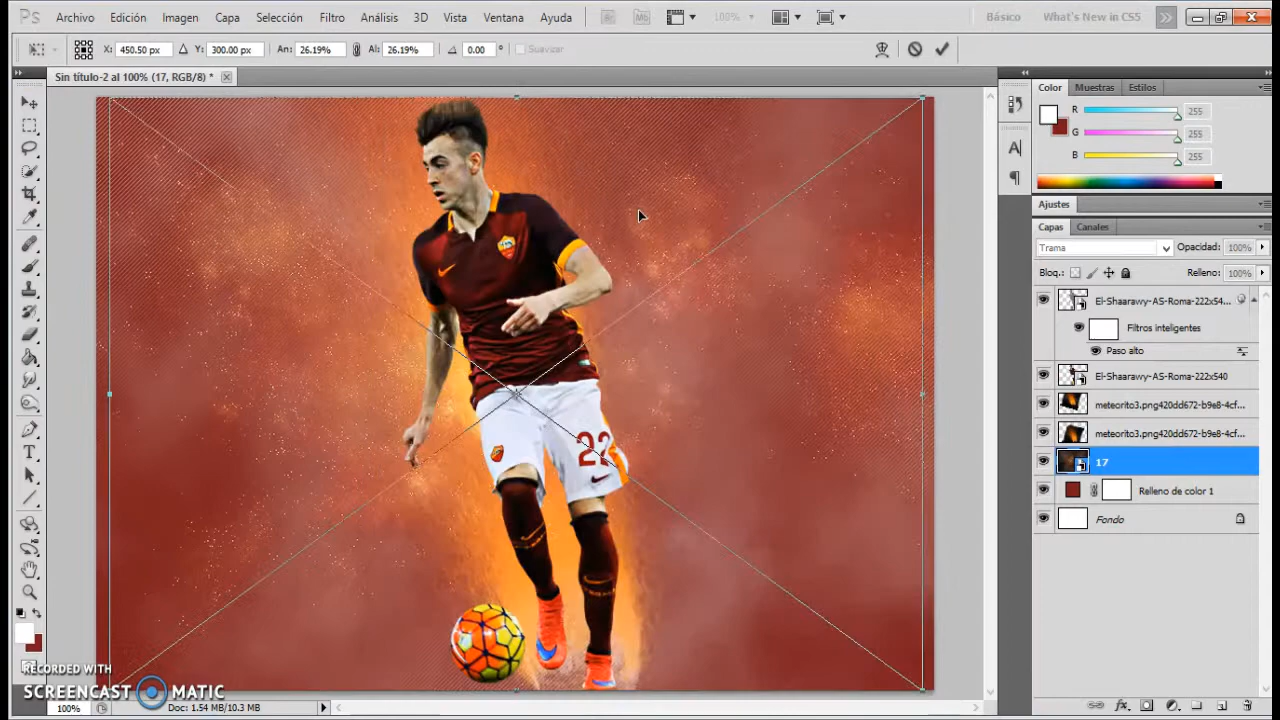 Ps Archivo Edición Imagen Capa Selección Filtro Análisis 3D Vista Ventana Ayuda Br Mb 100% Básico What's New in CS5
X: 450.50 px Y: 300.00 px An: 26.19% Al: 26.19% 0.00 ° Suavizar
Sin título-2 al 100% (17, RGB/8) *
Color Muestras Estilos
R 255
G 255
B 255
Ajustes
Capas Canales
Trama Opacidad: 100%
Bloq.: Relleno: 100%
El-Shaarawy-AS-Roma-222x54...
Filtros inteligentes
Paso alto
El-Shaarawy-AS-Roma-222x540
meteorito3.png420dd672-b9e8-4cf...
meteorito3.png420dd672-b9e8-4cf...
17
Relleno de color 1
Fondo
22
RECORDED WITH
SCREENCAST MATIC
100% Doc: 1.54 MB/10.3 MB